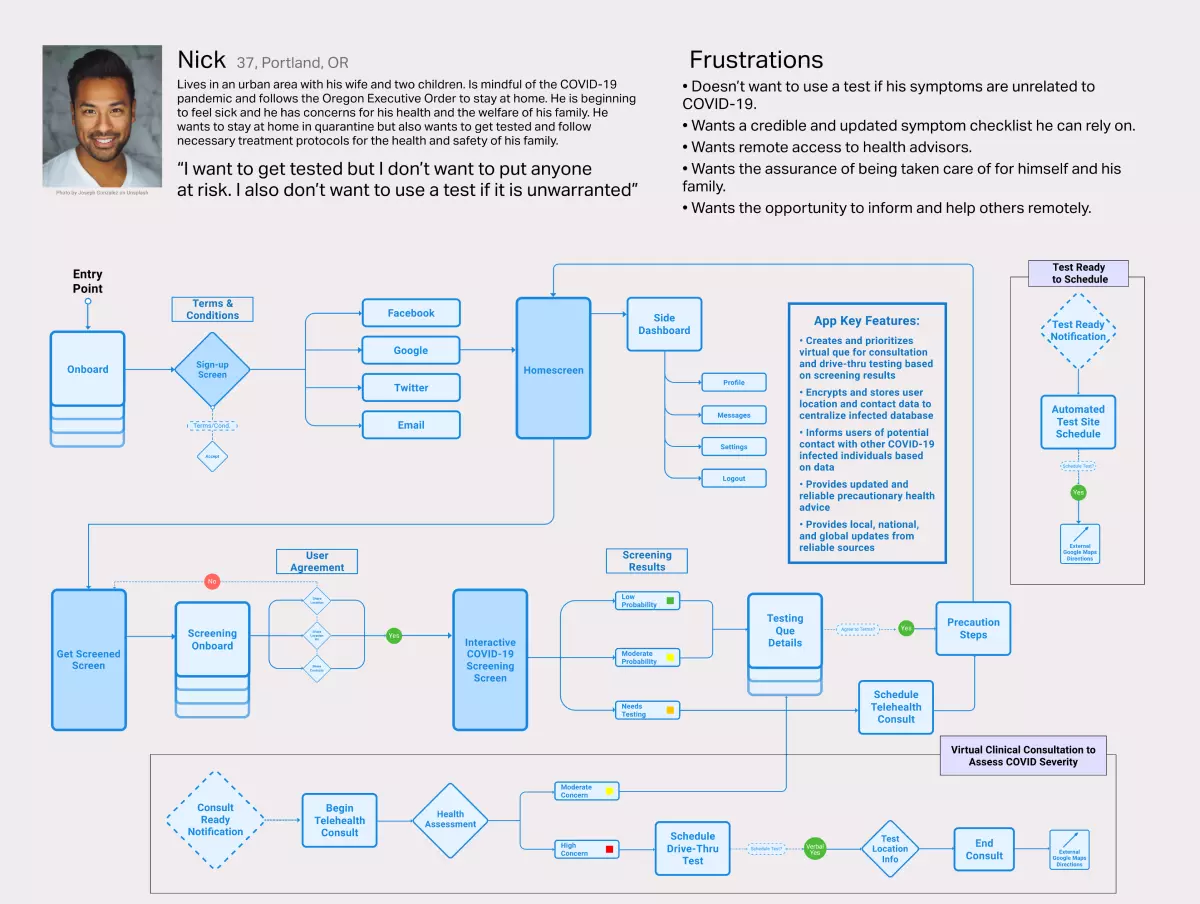 Nick 37, Portland, OR
Lives in an urban area with his wife and two children. Is mindful of the COVID-19
pandemic and follows the Oregon Executive Order to stay at home. He is beginning
to feel sick and he has concerns for his health and the welfare of his family. He
wants to stay at home in quarantine but also wants to get tested and follow
necessary treatment protocols for the health and safety of his family.
“I want to get tested but I don’t want to put anyone
at risk. I also don’t want to use a test if it is unwarranted”
Photo by Joseph Gonzalez on Unsplash
Frustrations
• Doesn’t want to use a test if his symptoms are unrelated to
COVID-19.
• Wants a credible and updated symptom checklist he can rely on.
• Wants remote access to health advisors.
• Wants the assurance of being taken care of for himself and his
family.
• Wants the opportunity to inform and help others remotely.
Entry
Point
Onboard
Terms &
Conditions
Sign-up
Screen
Terms/Cond.
Accept
Facebook
Google
Twitter
Email
Homescreen
Side
Dashboard
Profile
Messages
Settings
Logout
App Key Features:
• Creates and prioritizes
virtual que for consultation
and drive-thru testing based
on screening results
• Encrypts and stores user
location and contact data to
centralize infected database
• Informs users of potential
contact with other COVID-19
infected individuals based
on data
• Provides updated and
reliable precautionary health
advice
• Provides local, national,
and global updates from
reliable sources
Test Ready
to Schedule
Test Ready
Notification
Automated
Test Site
Schedule
Schedule Test?
Yes
External
Google Maps
Directions
Get Screened
Screen
No
Screening
Onboard
User
Agreement
Share
Share
Share
Yes
Interactive
COVID-19
Screening
Screen
Screening
Results
Low
Probability
Moderate
Probability
Needs
Testing
Testing
Que
Details
Agree to Terms?
Yes
Precaution
Steps
Schedule
Telehealth
Consult
Virtual Clinical Consultation to
Assess COVID Severity
Consult
Ready
Notification
Begin
Telehealth
Consult
Health
Assessment
Moderate
Concern
High
Concern
Schedule
Drive-Thru
Test
Schedule Test?
Verbal
Yes
Test
Location
Info
End
Consult
External
Google Maps
Directions